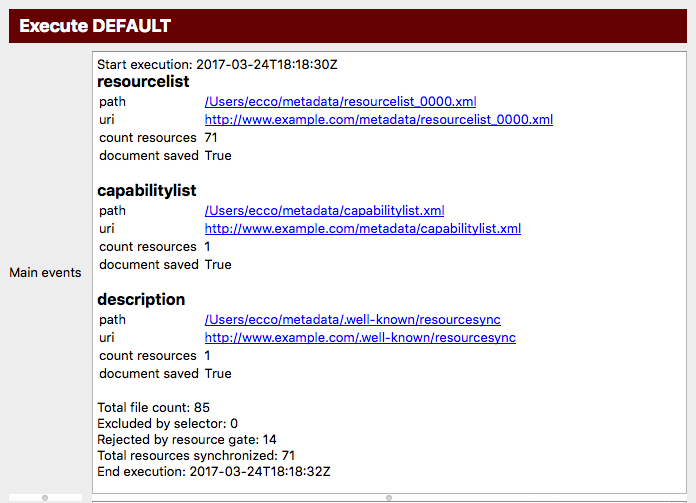 Execute DEFAULT
Main events
Start execution: 2017-03-24T18:18:30Z
resourcelist
path /Users/ecco/metadata/resourcelist_0000.xml
uri http://www.example.com/metadata/resourcelist_0000.xml
count resources 71
document saved True
capabilitylist
path /Users/ecco/metadata/capabilitylist.xml
uri http://www.example.com/metadata/capabilitylist.xml
count resources 1
document saved True
description
path /Users/ecco/metadata/.well-known/resourcesync
uri http://www.example.com/.well-known/resourcesync
count resources 1
document saved True
Total file count: 85
Excluded by selector: 0
Rejected by resource gate: 14
Total resources synchronized: 71
End execution: 2017-03-24T18:18:32Z